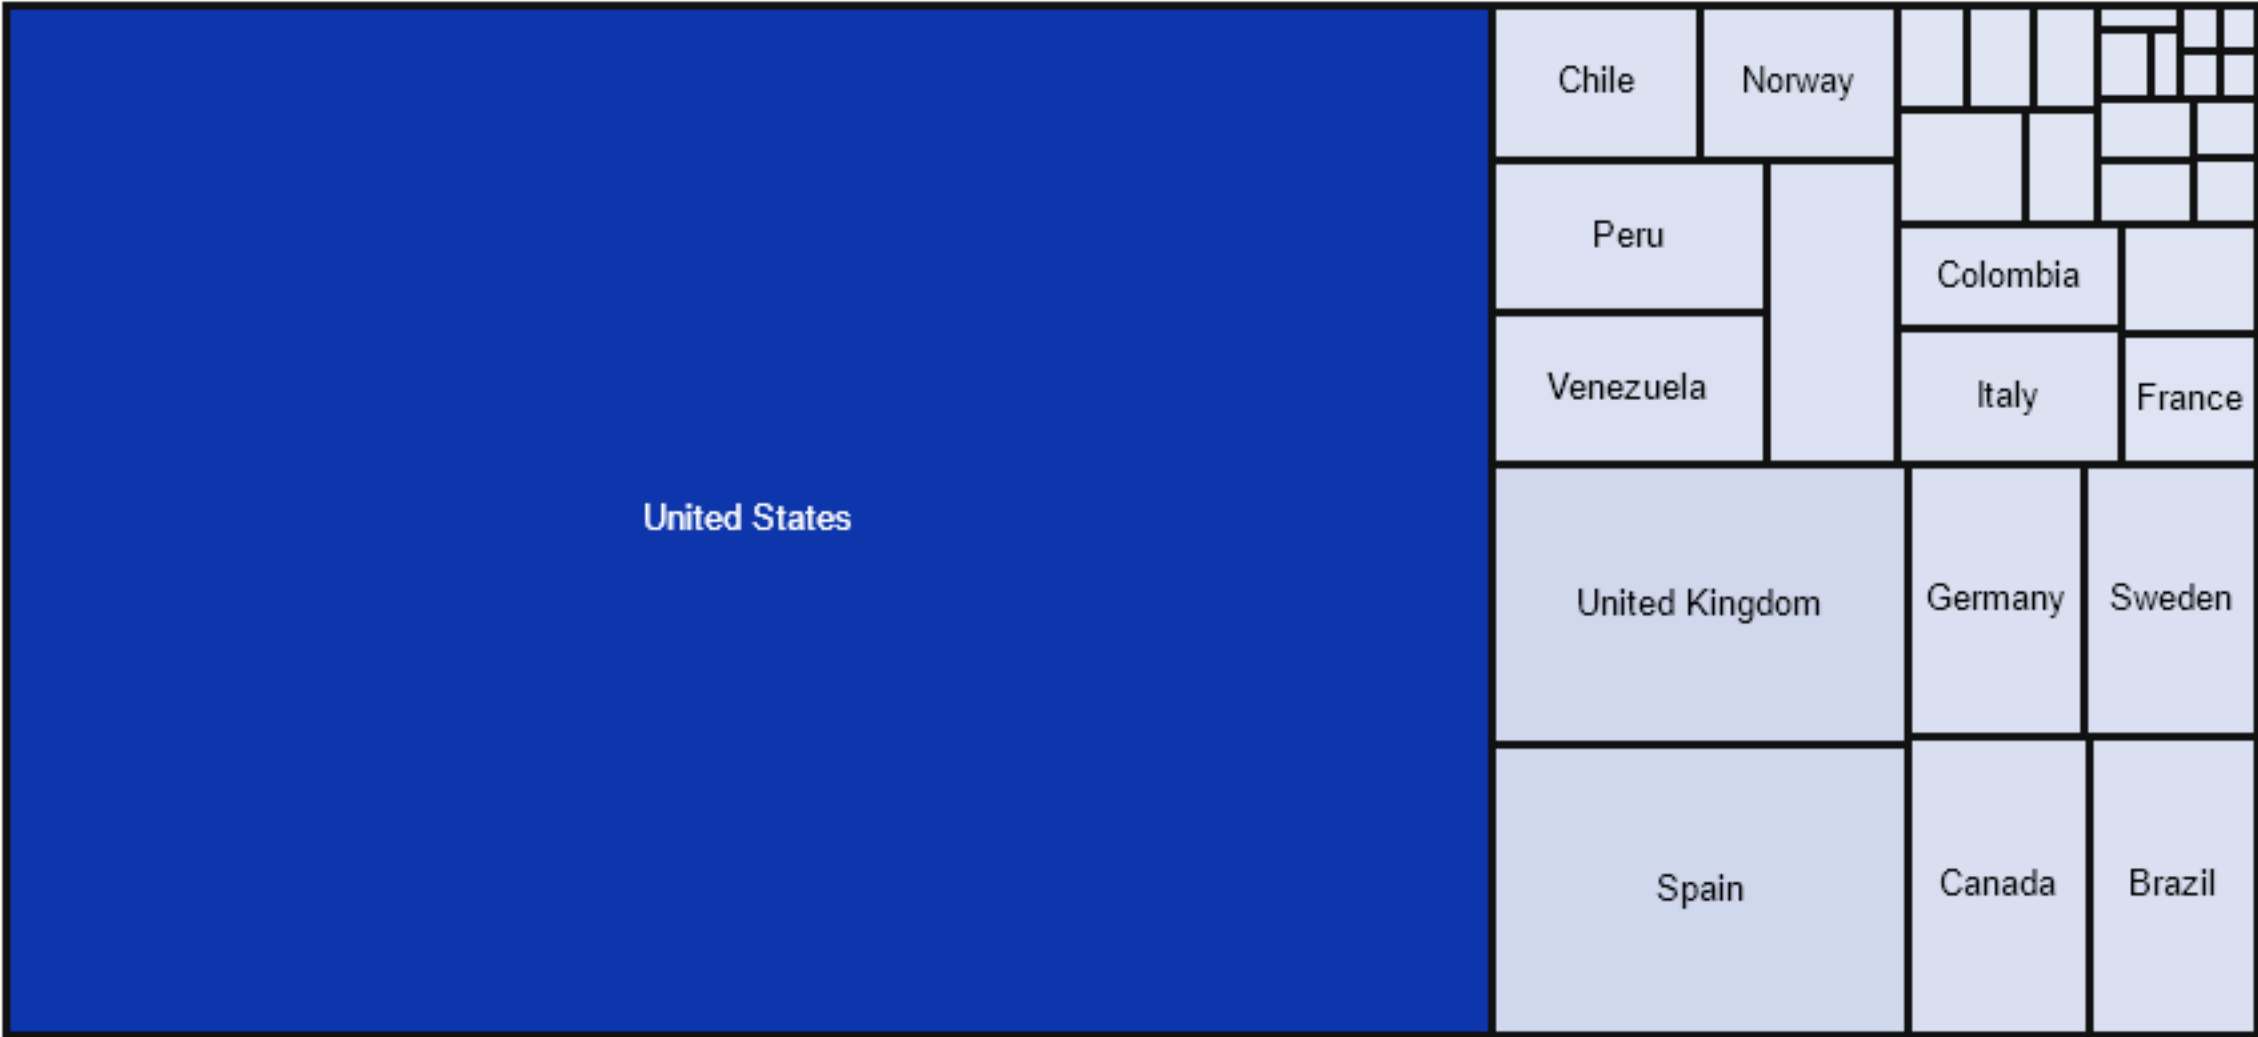 United States
Chile
Norway
Peru
Venezuela
Colombia
Italy
France
United Kingdom
Germany
Sweden
Spain
Canada
Brazil